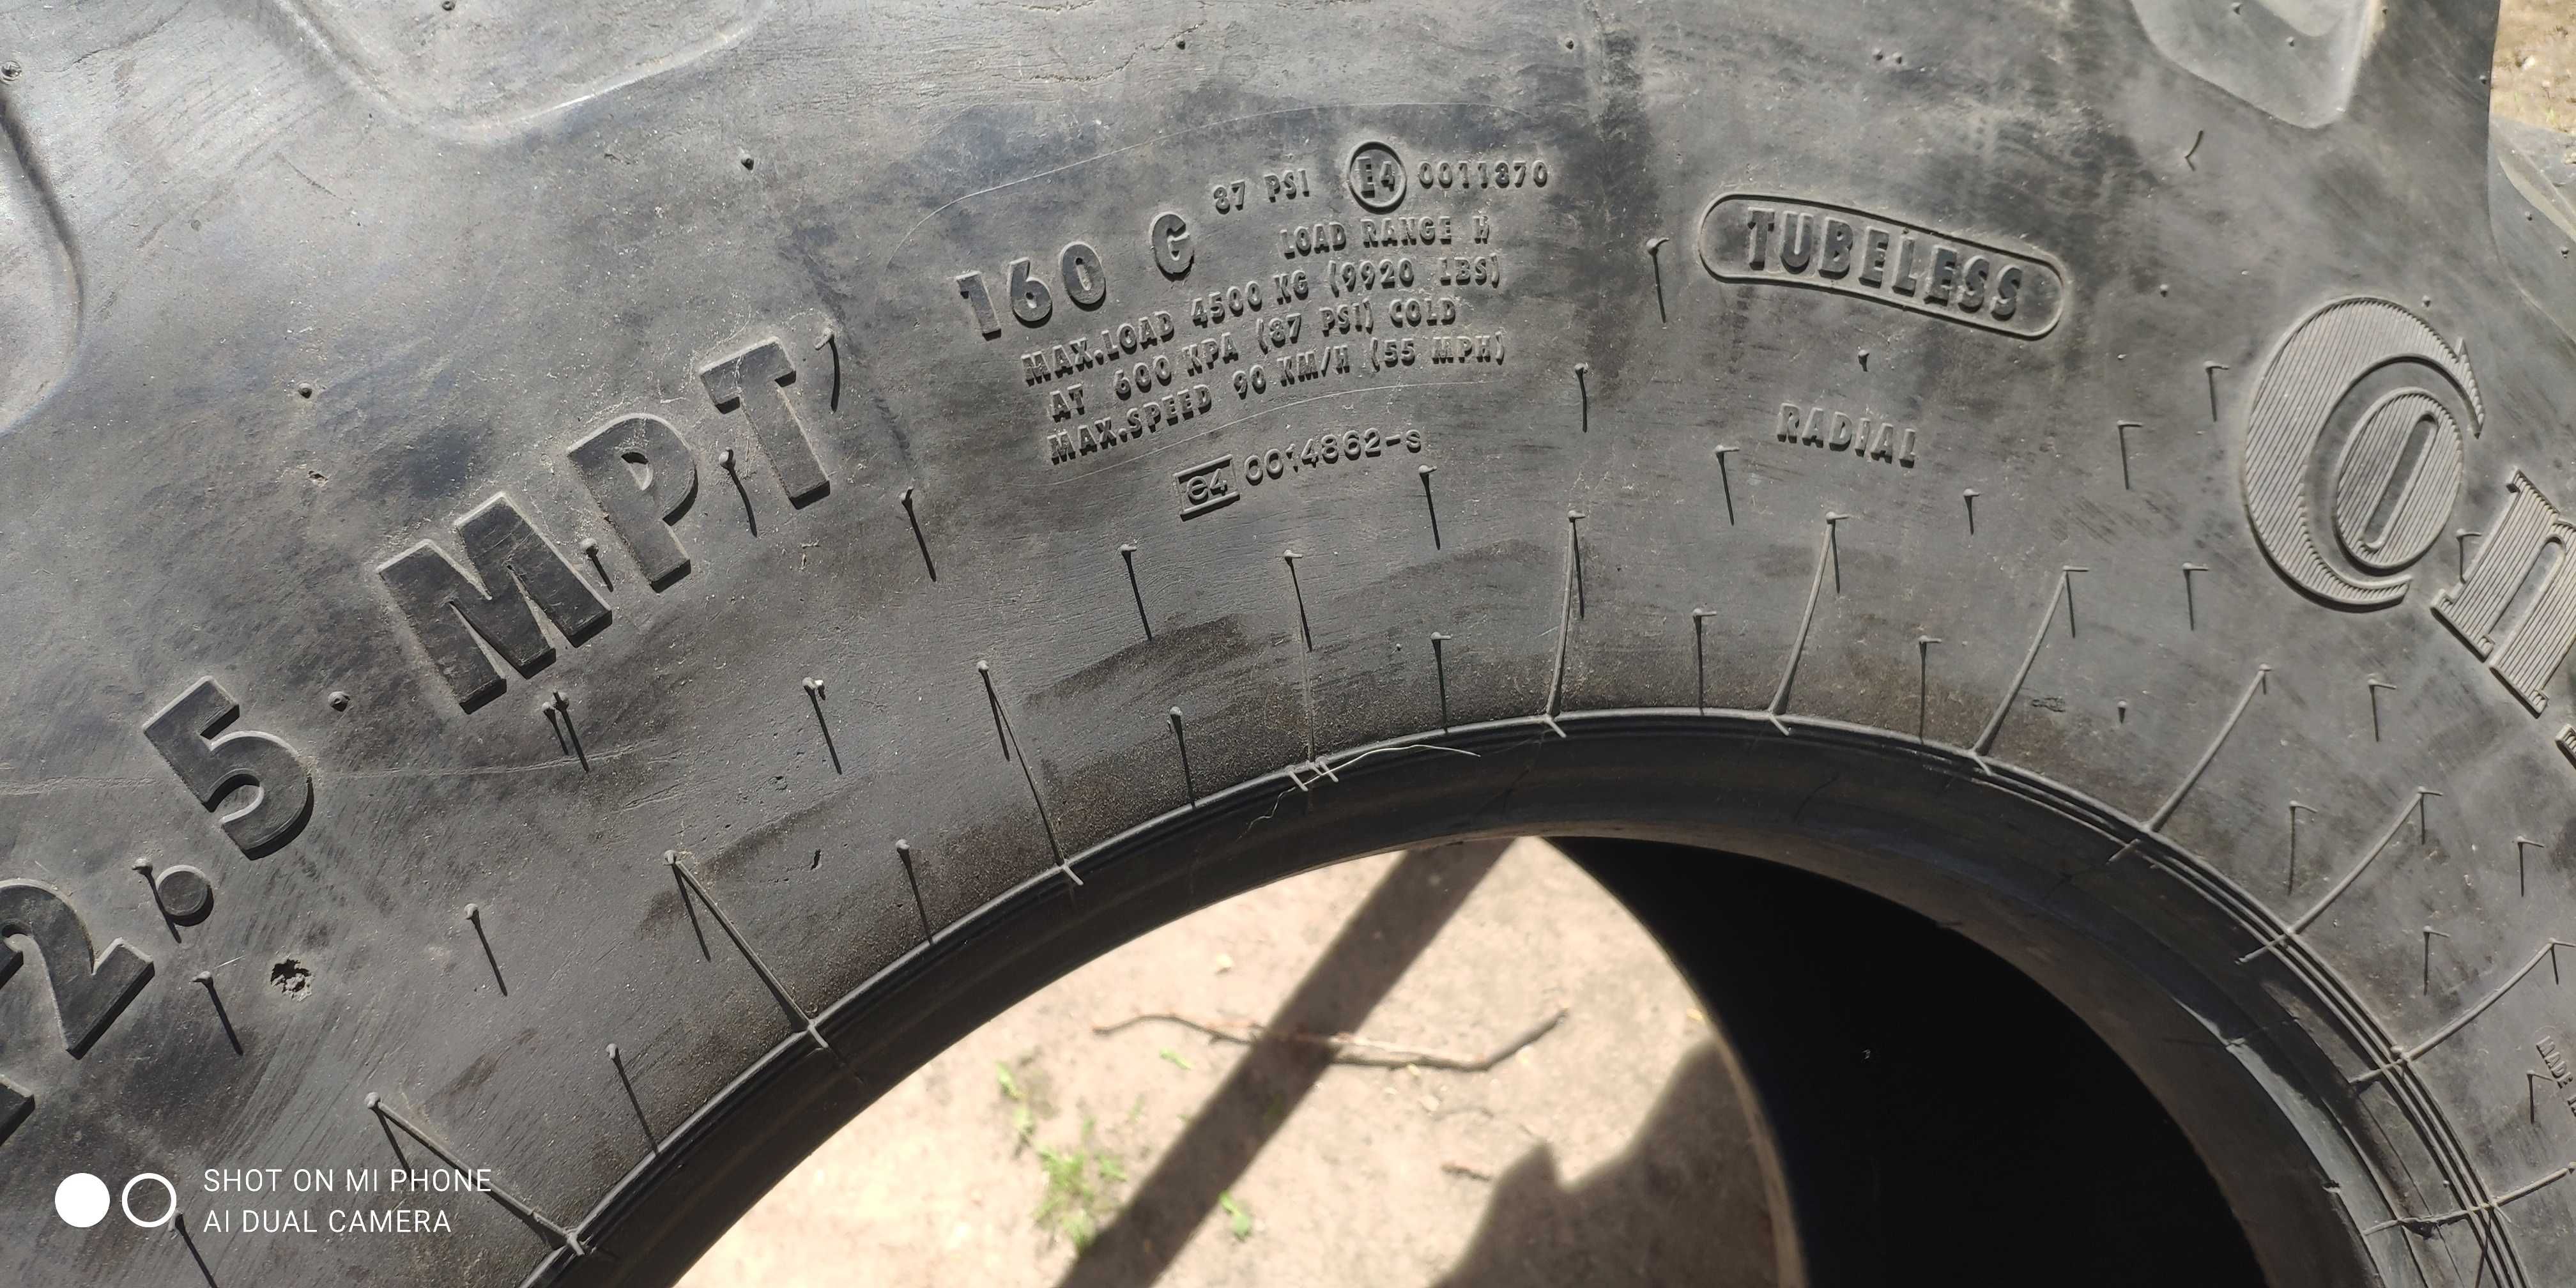 2.5 MPT
160 G
87 PSI E4 0011870
LOAD RANGE H
MAX.LOAD 4500 KG (9920 LBS)
AT 600 KPA (87 PSI) COLD
MAX.SPEED 90 KM/H (55 MPH)
e4 0014862-s
TUBELESS
RADIAL
Con
MADE
SHOT ON MI PHONE
AI DUAL CAMERA